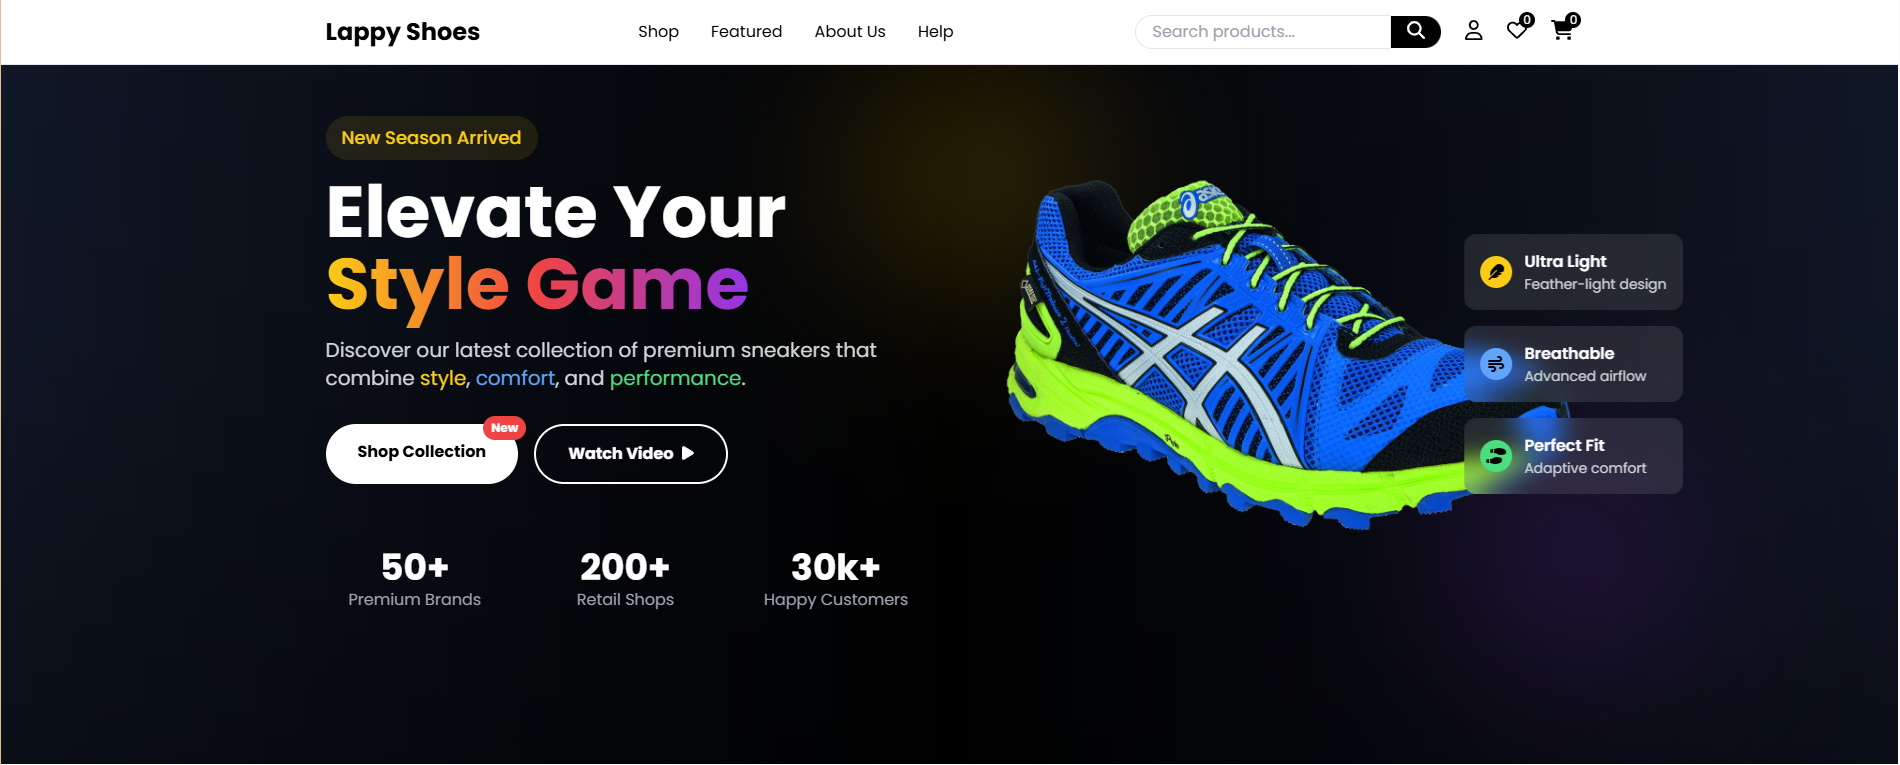 Lappy Shoes
Shop Featured About Us Help
Search products...
0
0
New Season Arrived
Elevate Your
Style Game
Discover our latest collection of premium sneakers that
combine style, comfort, and performance.
Shop Collection
New
Watch Video
50+
Premium Brands
200+
Retail Shops
30k+
Happy Customers
asics
Ultra Light
Feather-light design
Breathable
Advanced airflow
Perfect Fit
Adaptive comfort